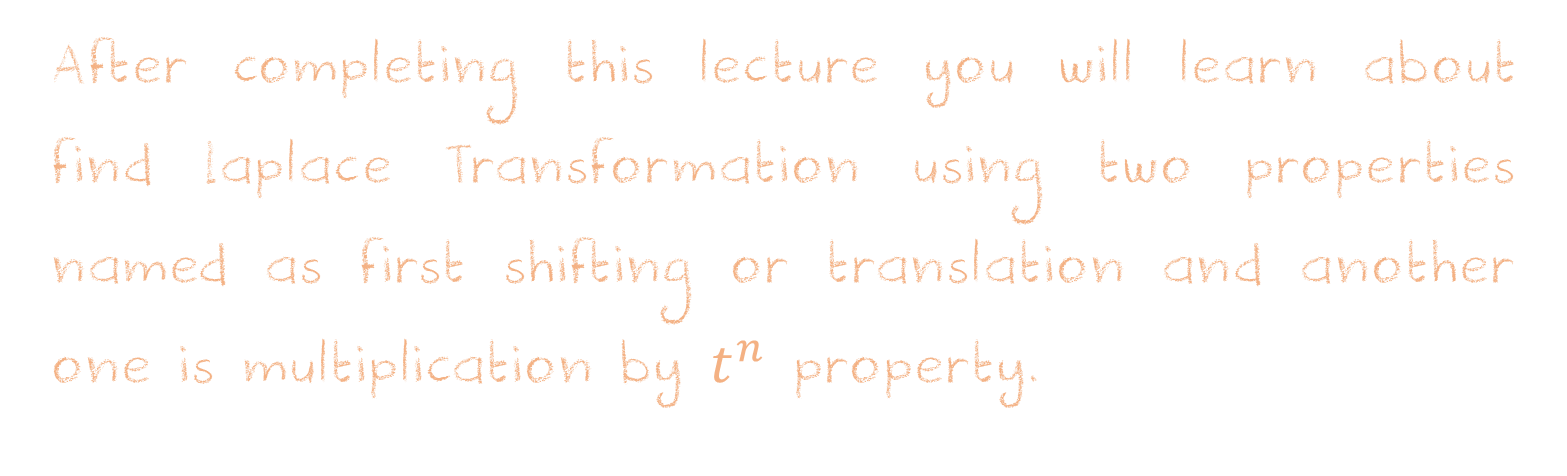 After completing this lecture you will learn about
find Laplace Transformation using two properties
named as first shifting or translation and another
one is multiplication by tⁿ property.